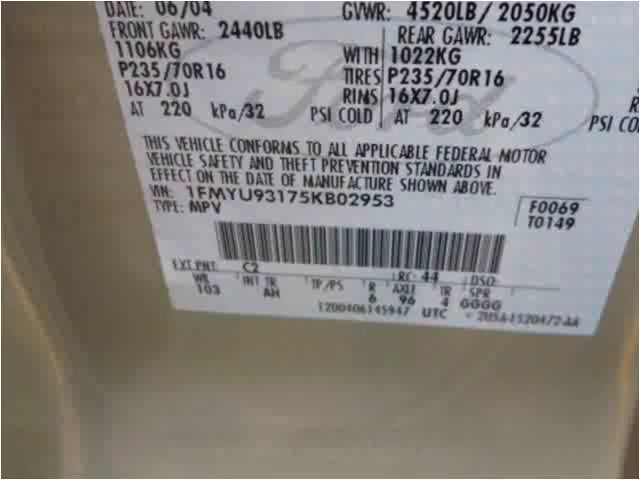 DATE: 06/04 GVWR: 4520LB/ 2050KG
FRONT GAWR: 2440LB REAR GAWR: 2255LB
1106KG WITH 1022KG
P235/70R16 TIRES P235/70R16
16X7.0J RIMS 16X7.0J
AT 220 kPa/32 PSI COLD AT 220 kPa/32 PSI CO
Ford
THIS VEHICLE CONFORMS TO ALL APPLICABLE FEDERAL MOTOR
VEHICLE SAFETY AND THEFT PREVENTION STANDARDS IN
EFFECT ON THE DATE OF MANUFACTURE SHOWN ABOVE.
VIN: 1FMYU93175KB02953
TYPE: MPV
F0069
T0149
EXT PNT: C2 RC: 44 DSO:
WB INT TR TP/PS R AXLE TR SPR
103 AH 6 96 4 GGGG
1200406145947 UTC